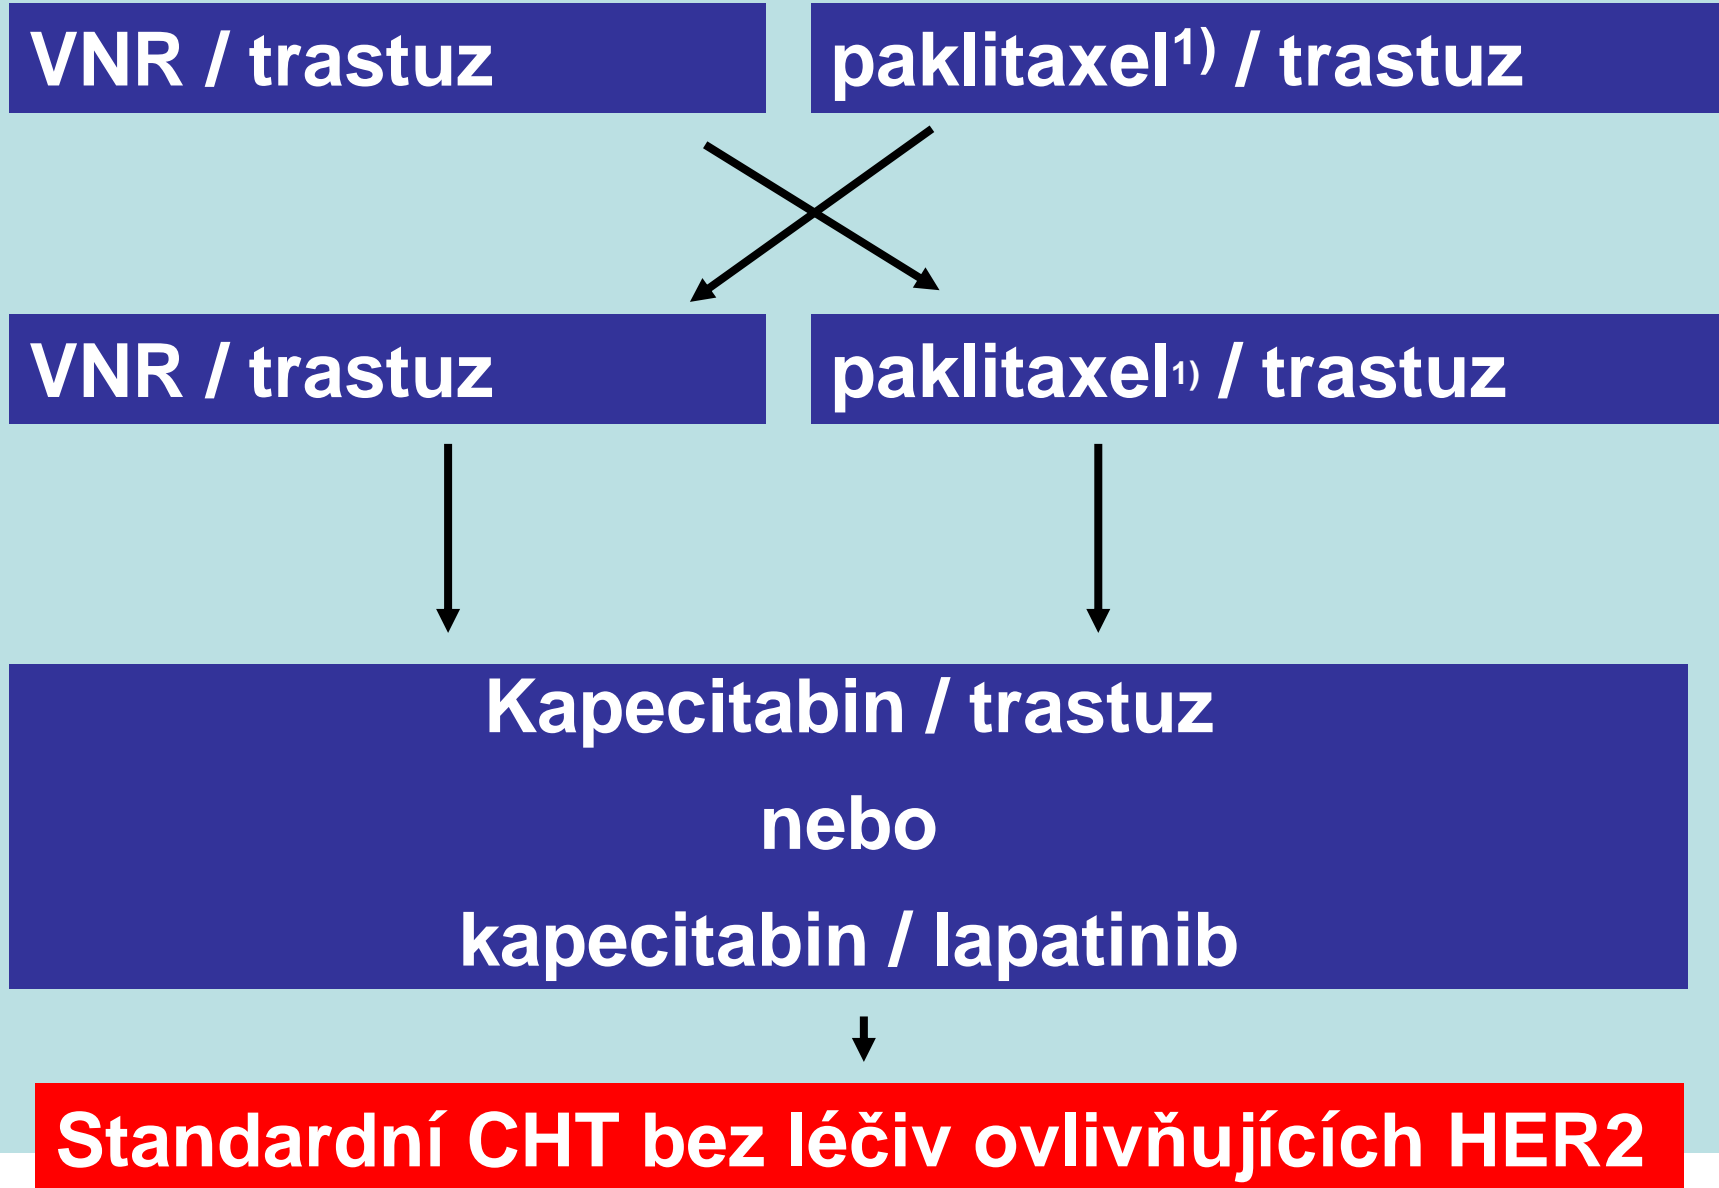 VNR / trastuz
paklitaxel¹⁾ / trastuz
VNR / trastuz
paklitaxel¹⁾ / trastuz
Kapecitabin / trastuz
nebo
kapecitabin / lapatinib
Standardní CHT bez léčiv ovlivňujících HER2